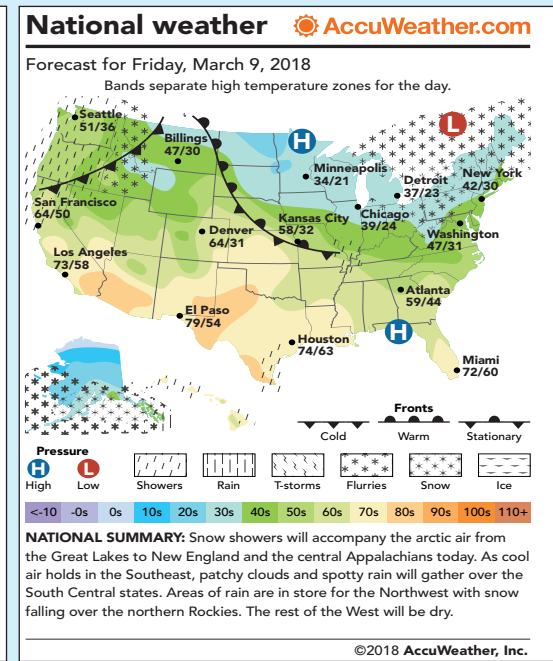 National weather
AccuWeather.com
Forecast for Friday, March 9, 2018
Bands separate high temperature zones for the day.
Seattle
51/36
Billings
47/30
H
L
Minneapolis
34/21
Detroit
37/23
New York
42/30
San Francisco
64/50
Denver
64/31
Kansas City
58/32
Chicago
39/24
Washington
47/31
Los Angeles
73/58
El Paso
79/54
Atlanta
59/44
Houston
74/63
H
Miami
72/60
Fronts
Cold
Warm
Stationary
Pressure
H
L
High
Low
Showers
Rain
T-storms
Flurries
Snow
Ice
<-10 -0s 0s 10s 20s 30s 40s 50s 60s 70s 80s 90s 100s 110+
NATIONAL SUMMARY: Snow showers will accompany the arctic air from
the Great Lakes to New England and the central Appalachians today. As cool
air holds in the Southeast, patchy clouds and spotty rain will gather over the
South Central states. Areas of rain are in store for the Northwest with snow
falling over the northern Rockies. The rest of the West will be dry.
©2018 AccuWeather, Inc.